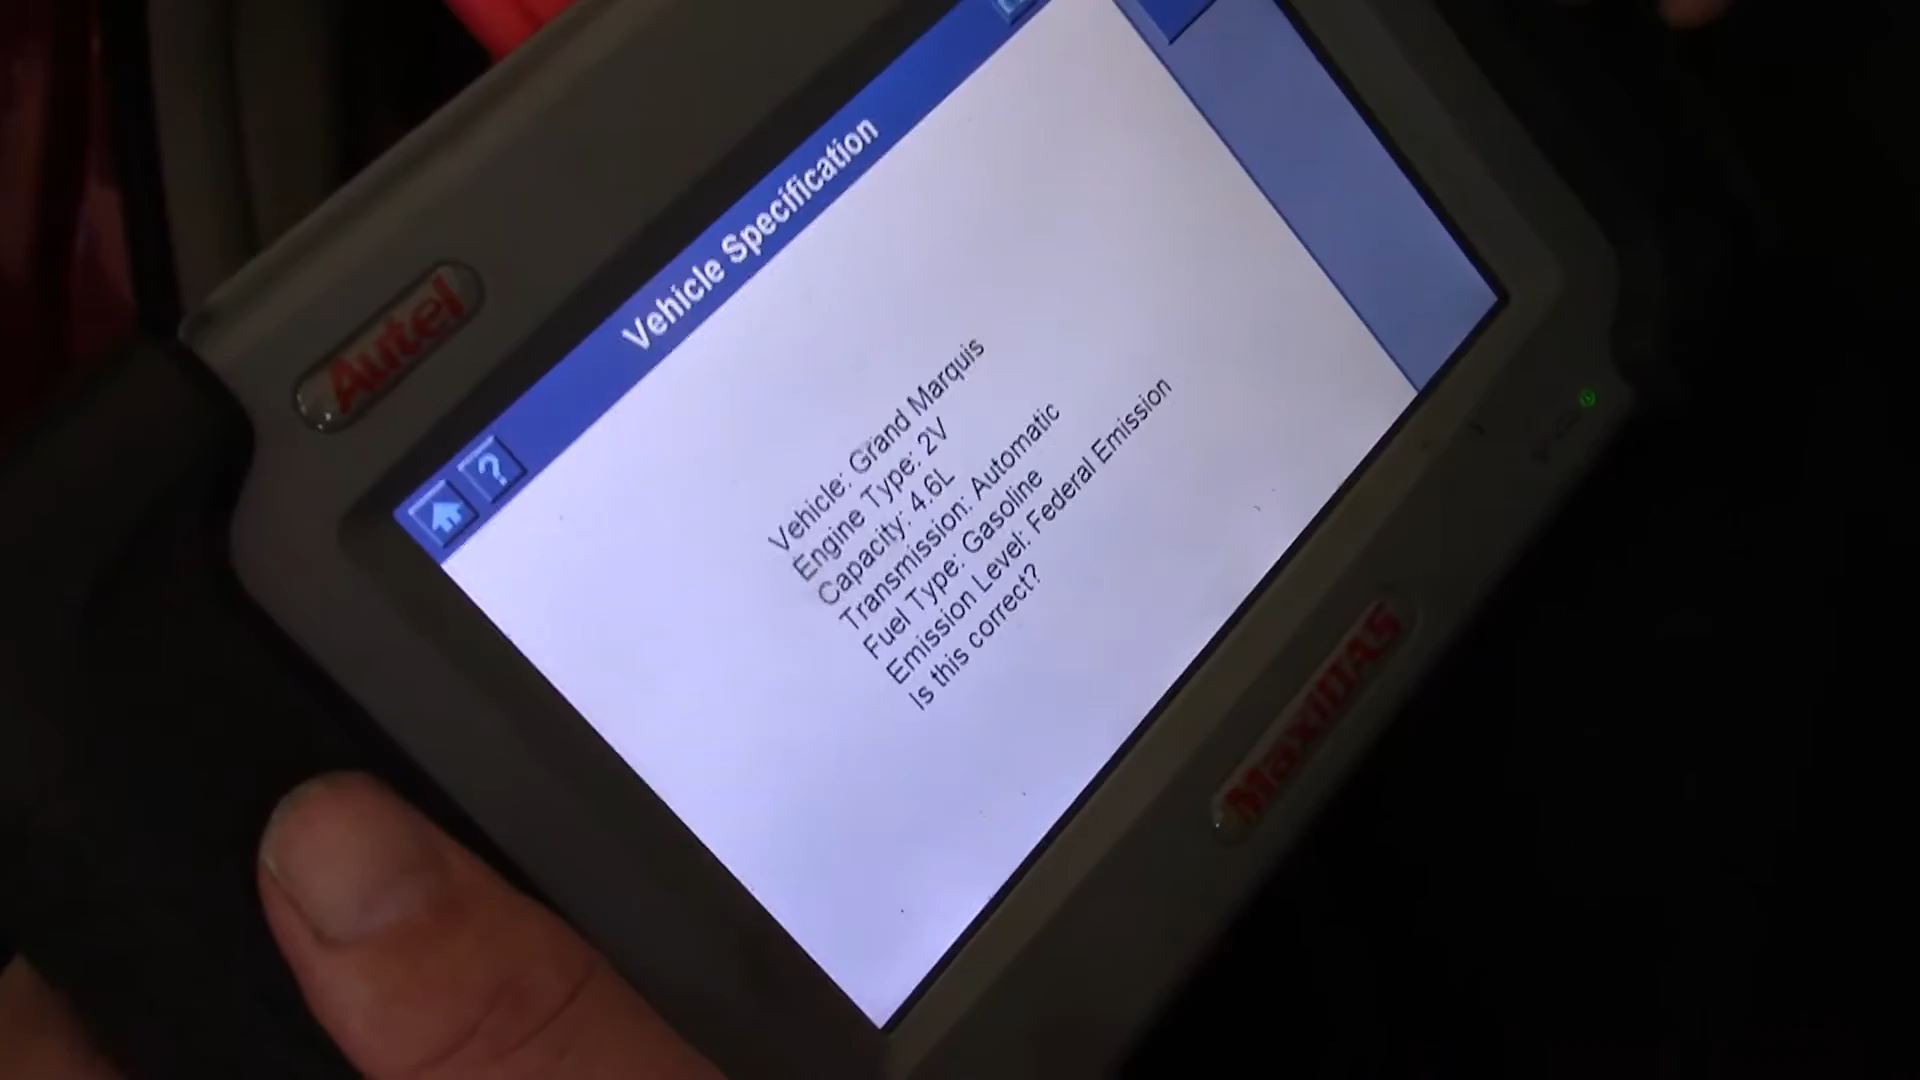 Autel
Vehicle Specification
?
Vehicle: Grand Marquis
Engine Type: 2V
Capacity: 4.6L
Transmission: Automatic
Fuel Type: Gasoline
Emission Level: Federal Emission
Is this correct?
MaxiDAS